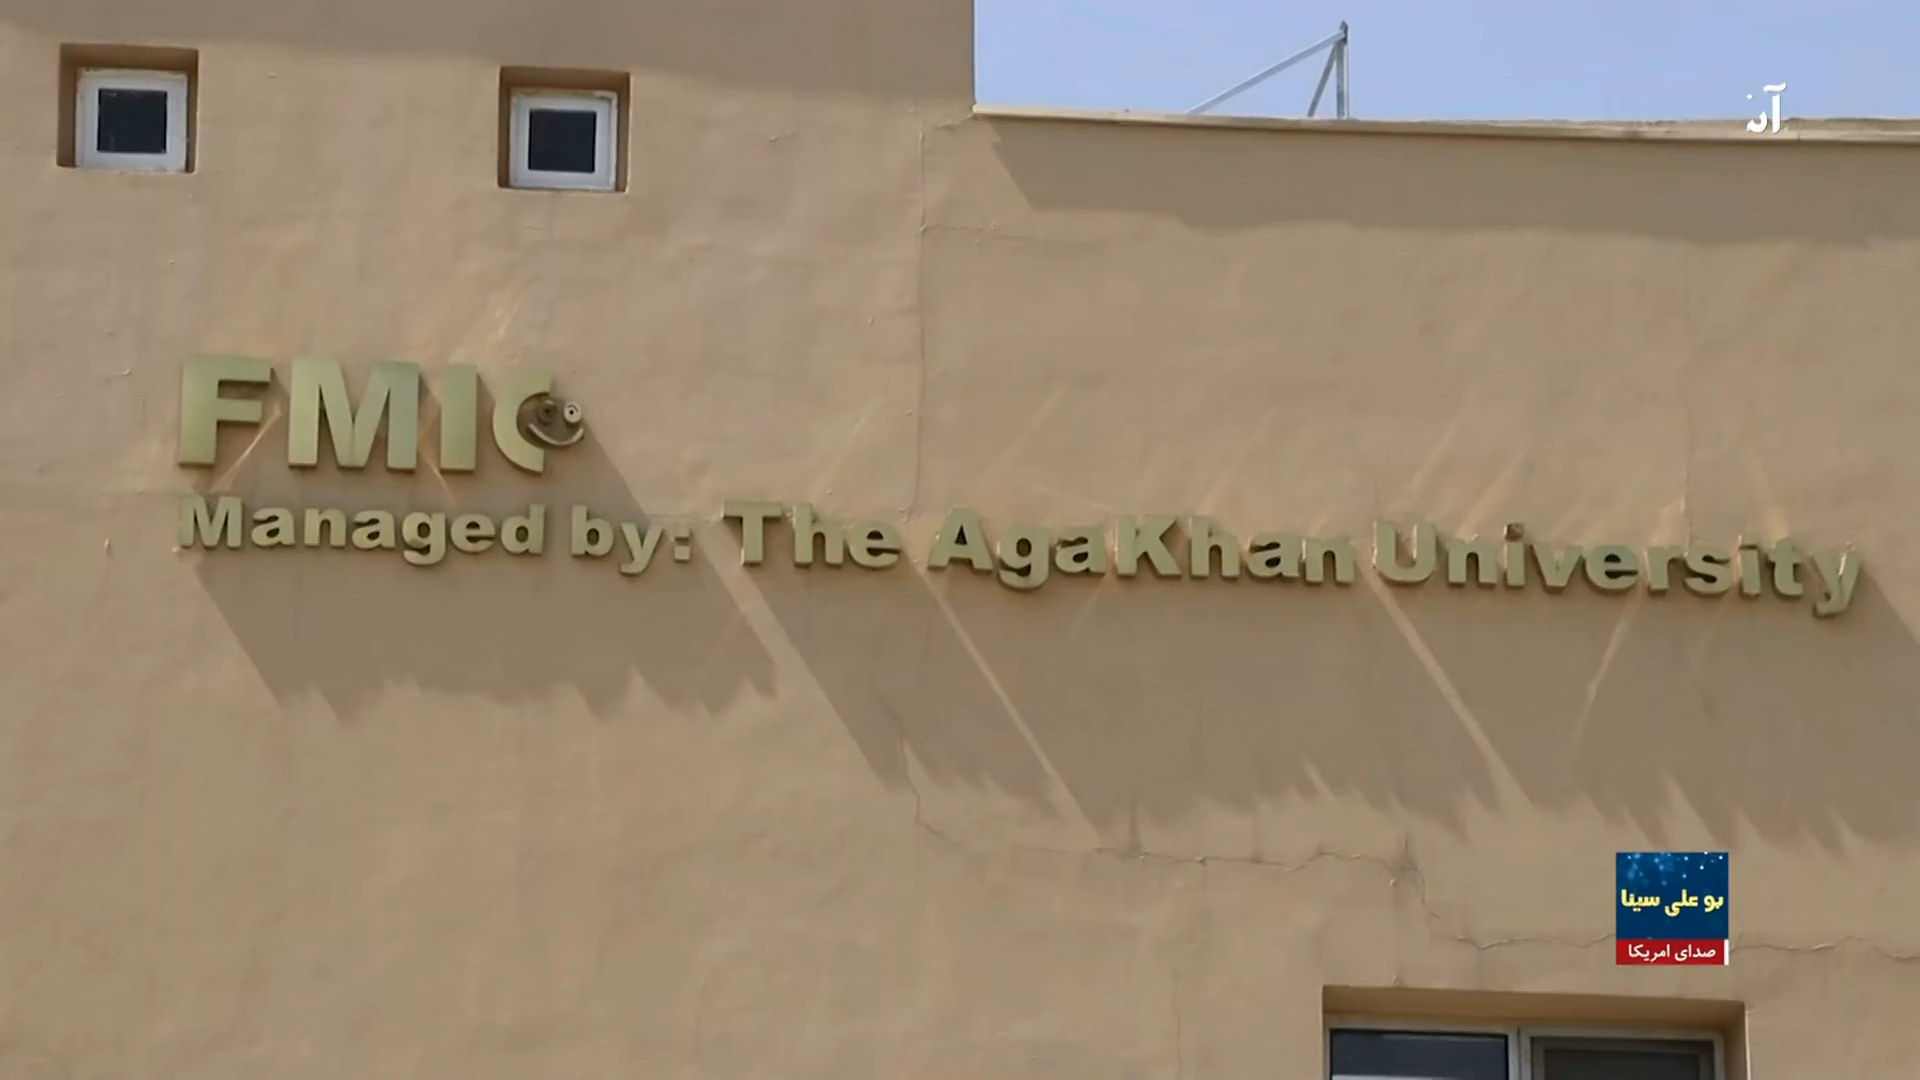 FMIC
Managed by: The AgaKhan University
بو علی سینا
صدای امریکا